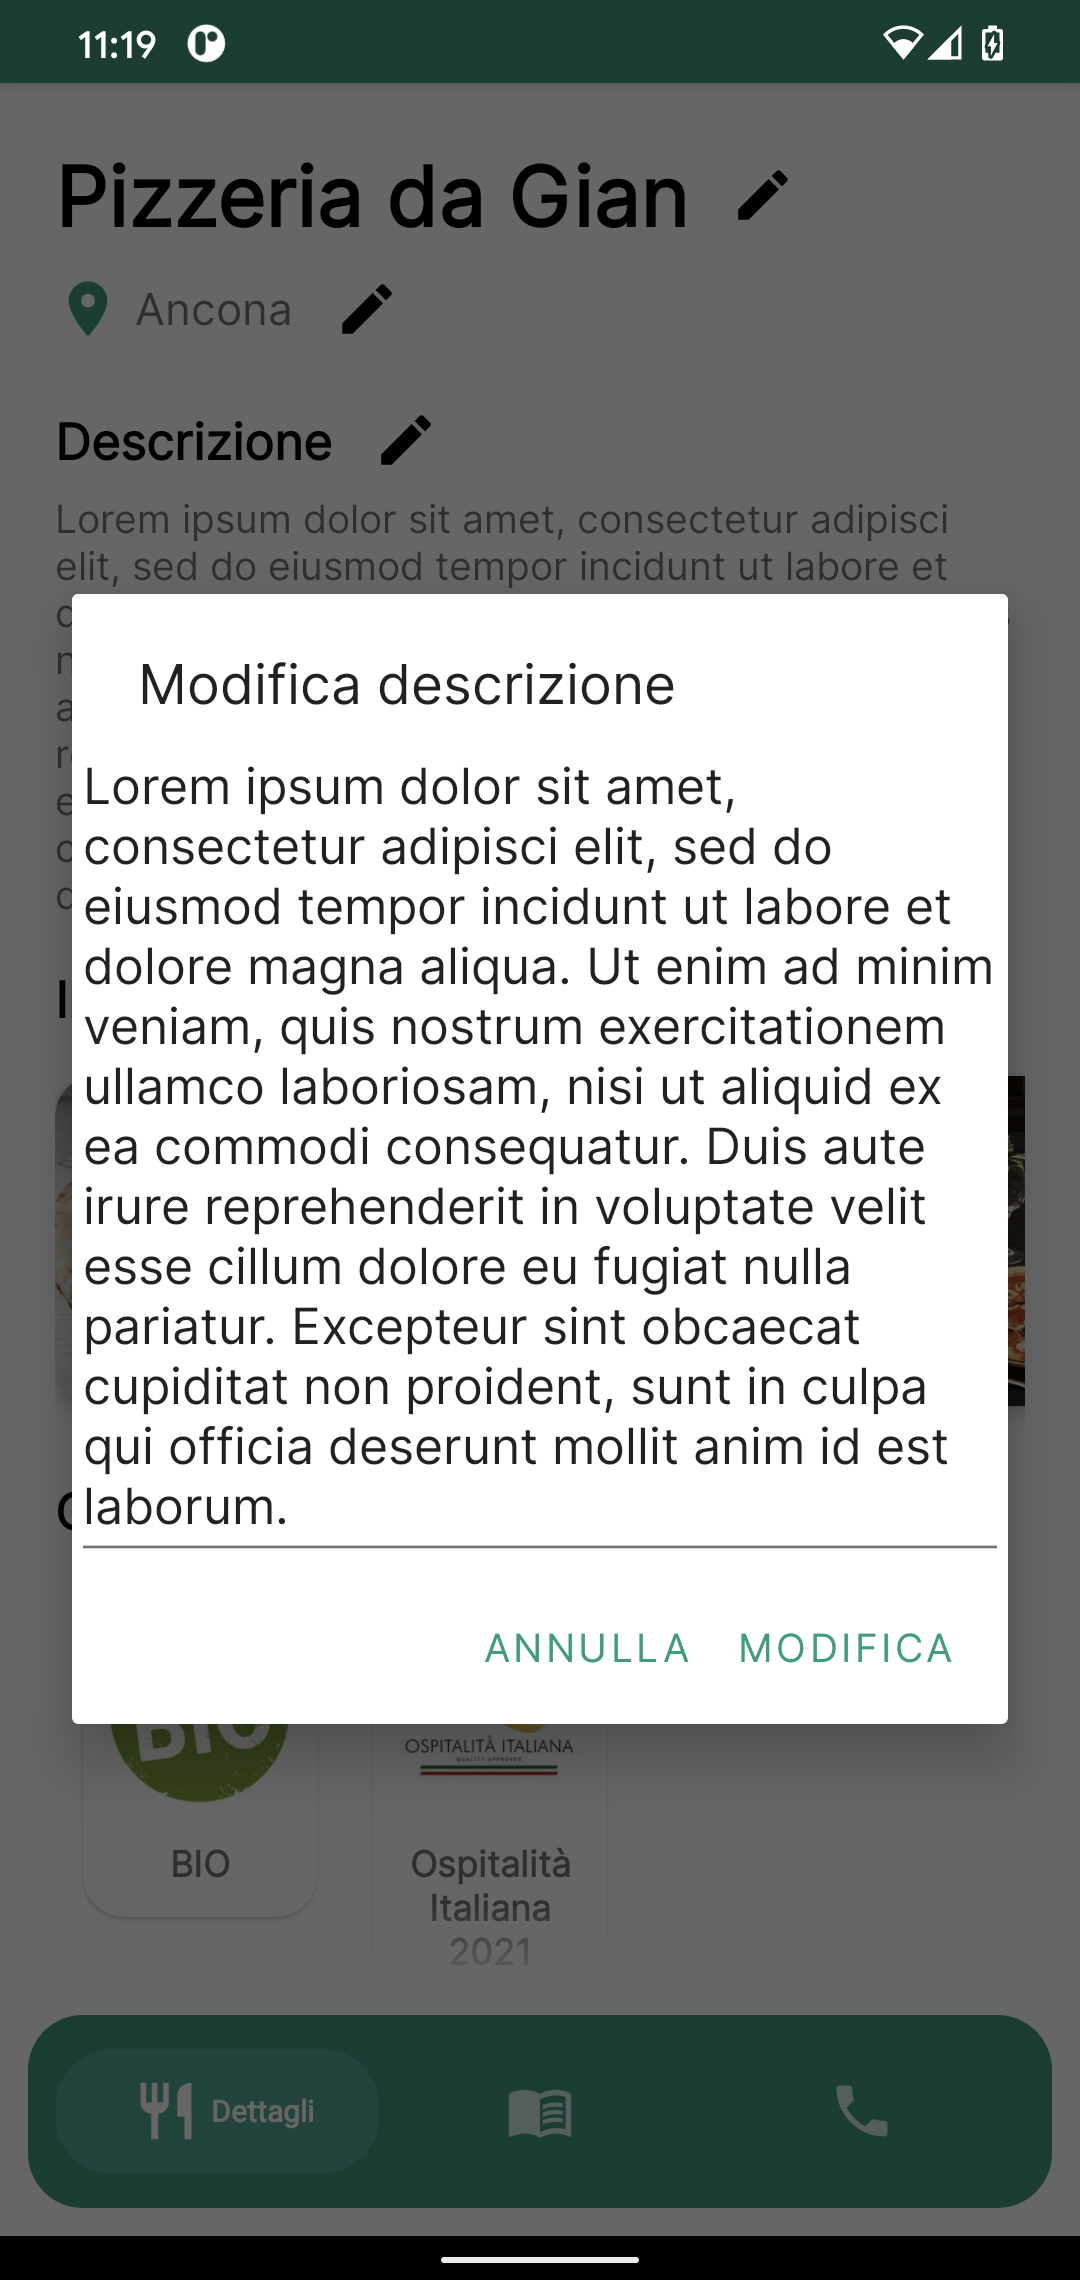 11:19
Pizzeria da Gian
Ancona
Descrizione
Lorem ipsum dolor sit amet, consectetur adipisci
elit, sed do eiusmod tempor incidunt ut labore et
Modifica descrizione
Lorem ipsum dolor sit amet,
consectetur adipisci elit, sed do
eiusmod tempor incidunt ut labore et
dolore magna aliqua. Ut enim ad minim
veniam, quis nostrum exercitationem
ullamco laboriosam, nisi ut aliquid ex
ea commodi consequatur. Duis aute
irure reprehenderit in voluptate velit
esse cillum dolore eu fugiat nulla
pariatur. Excepteur sint obcaecat
cupiditat non proident, sunt in culpa
qui officia deserunt mollit anim id est
laborum.
ANNULLA MODIFICA
BIO
OSPITALITÀ ITALIANA
QUALITY APPROVED
BIO
Ospitalità
Italiana
2021
Dettagli